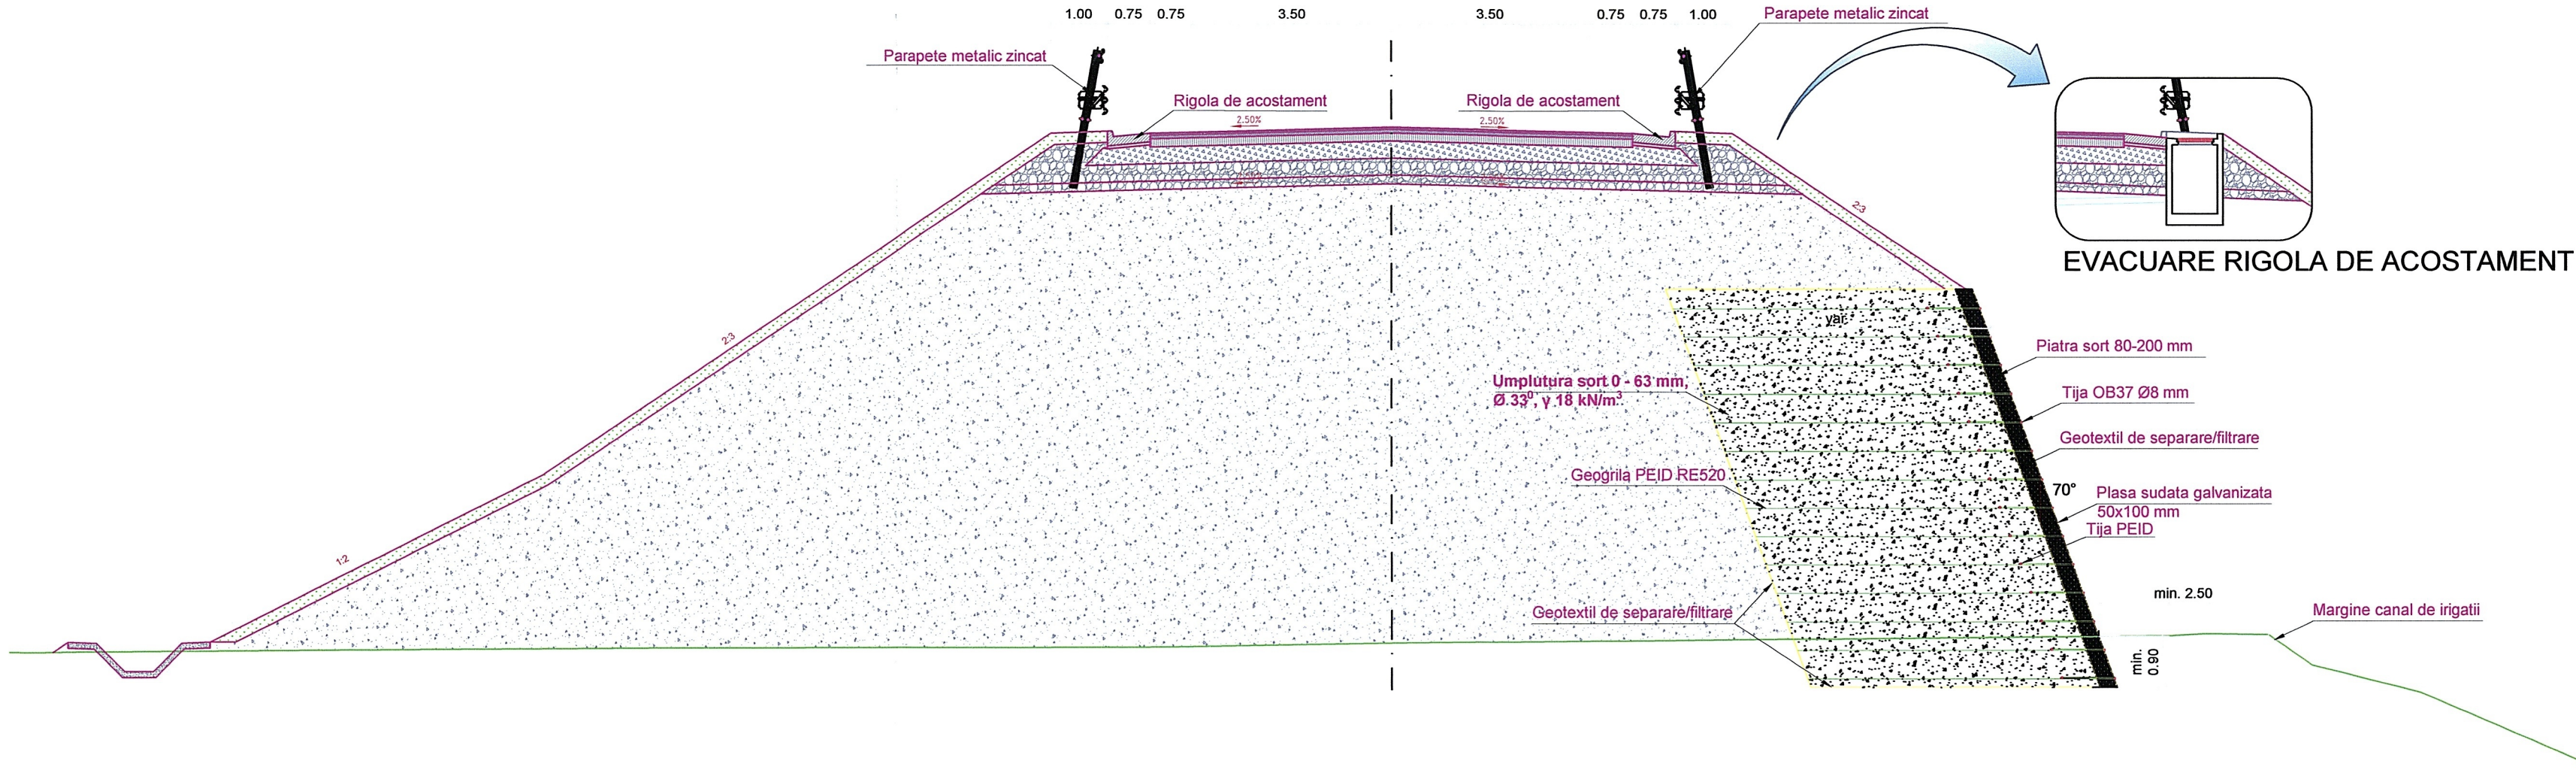 1.00 0.75 0.75 3.50 3.50 0.75 0.75 1.00
Parapete metalic zincat
Parapete metalic zincat
Rigola de acostament
Rigola de acostament
2.50%
2.50%
2:3
EVACUARE RIGOLA DE ACOSTAMENT
var
2:3
Piatra sort 80-200 mm
Umplutura sort 0 - 63 mm,
Ø 33⁰, γ 18 kN/m³
Tija OB37 Ø8 mm
Geotextil de separare/filtrare
Geogrila PEID RE520
70°
Plasa sudata galvanizata
50x100 mm
Tija PEID
1:2
min. 2.50
Geotextil de separare/filtrare
Margine canal de irigatii
min.
0.90